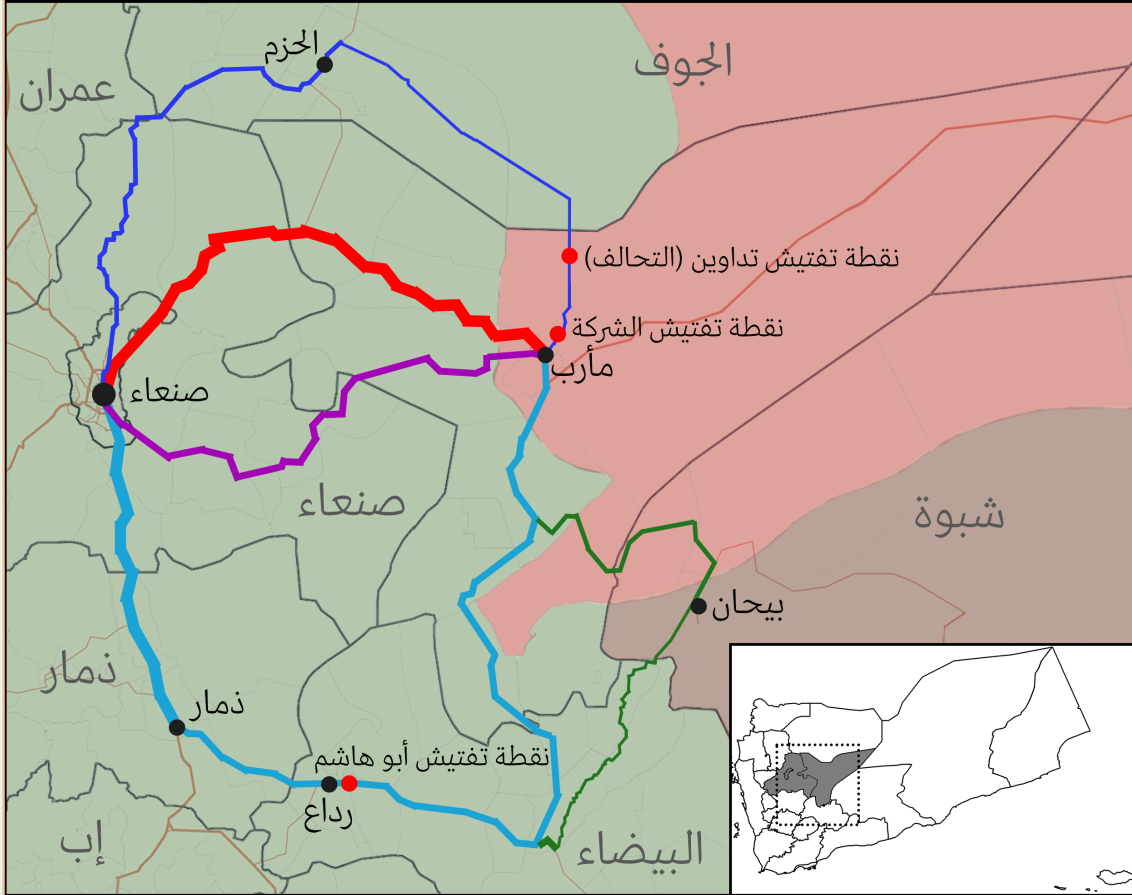 الحزم
الجوف
عمران
نقطة تفتيش تداوين (التحالف)
نقطة تفتيش الشركة
مأرب
صنعاء
صنعاء
شبوة
بيحان
ذمار
ذمار
نقطة تفتيش أبو هاشم
رداع
إب
البيضاء